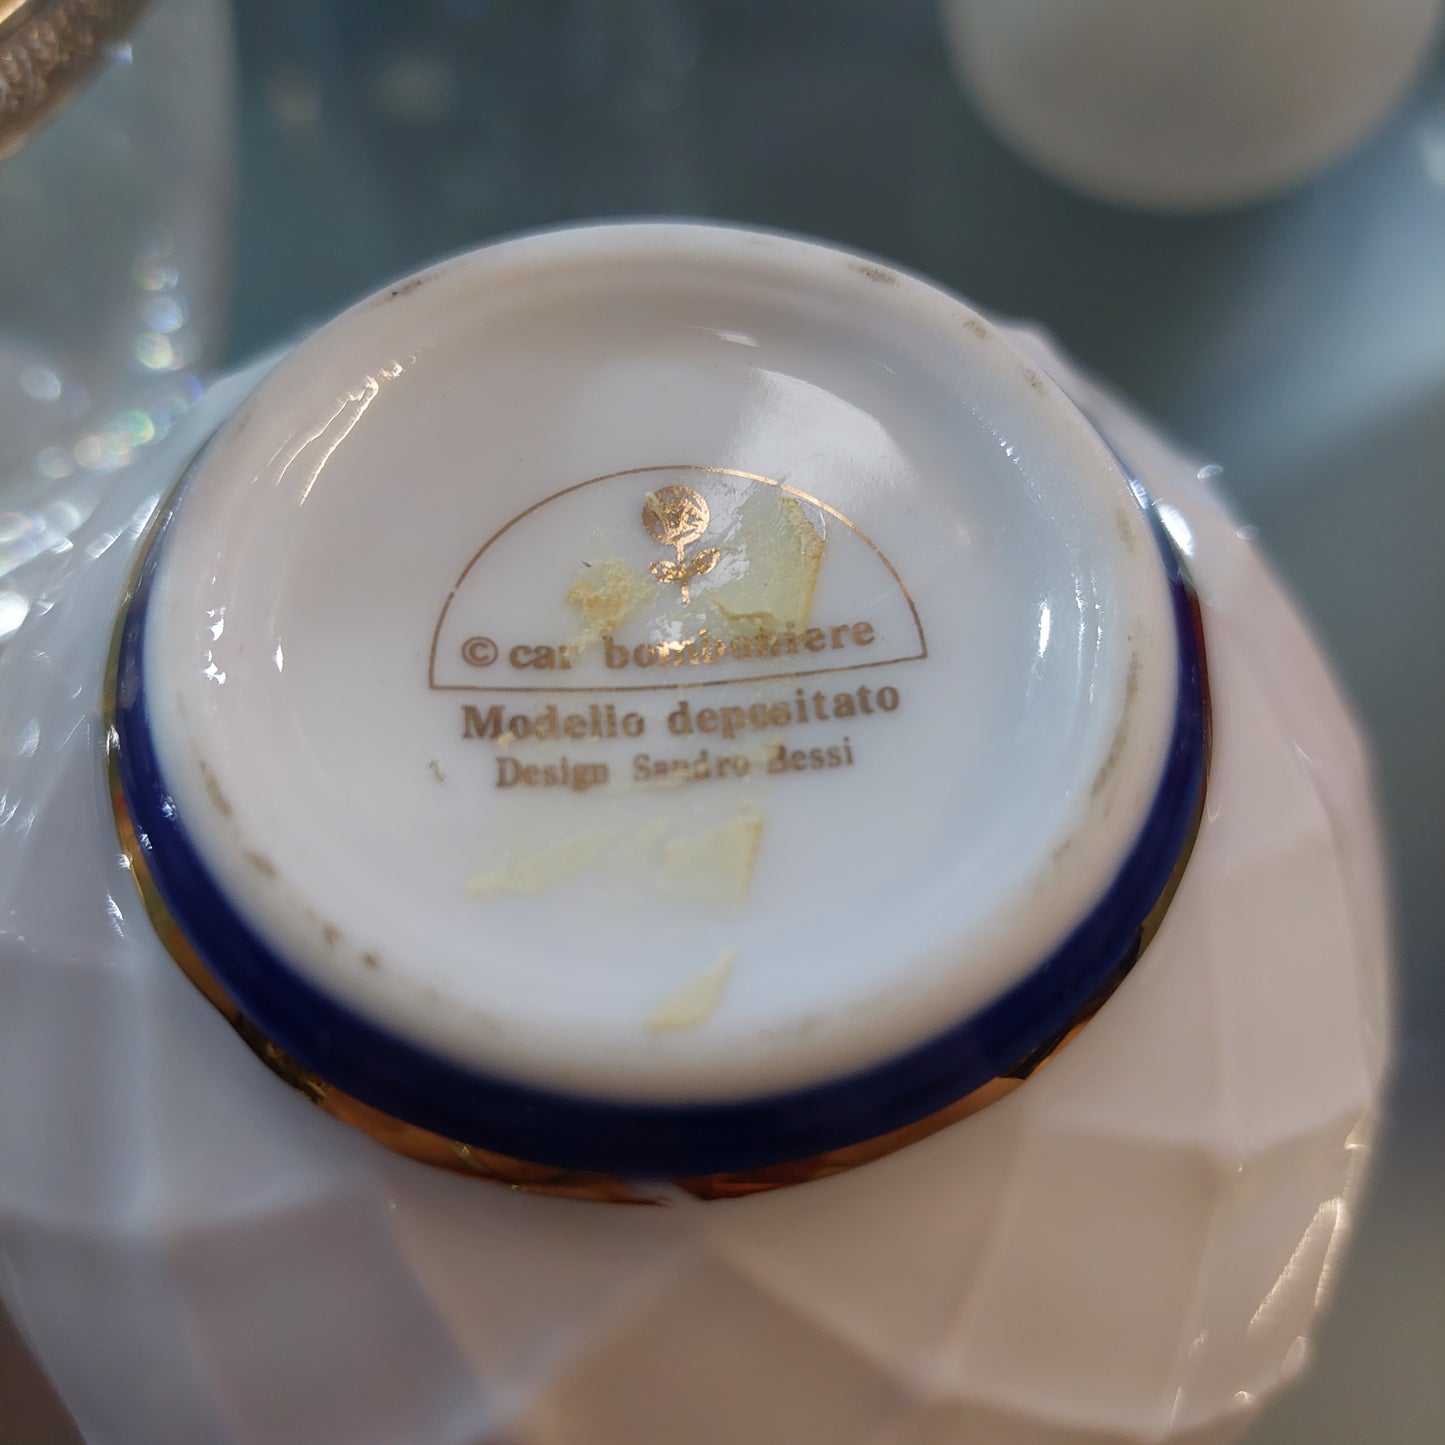 © car bomboniere
Modello depositato
Design Sandro Bessi